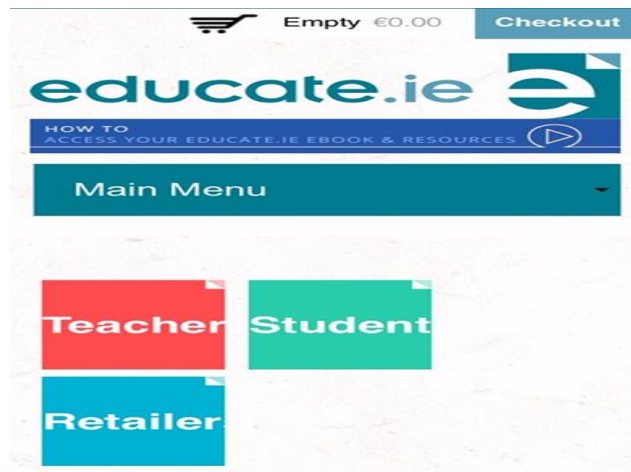 Empty €0.00 Checkout
educate.ie e
HOW TO
ACCESS YOUR EDUCATE.IE EBOOK & RESOURCES
Main Menu
Teacher Student
Retailer